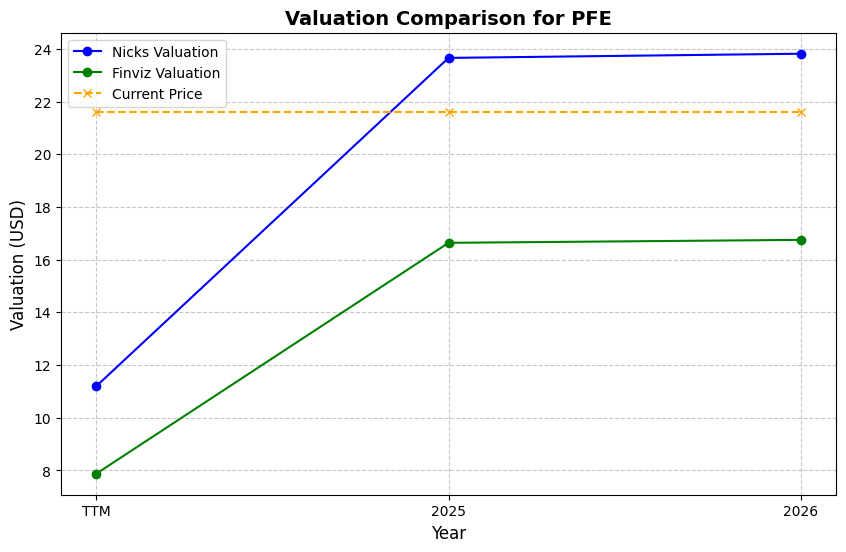 Valuation Comparison for PFE
Nicks Valuation
Finviz Valuation
Current Price
Valuation (USD)
24
22
20
18
16
14
12
10
8
TTM
2025
2026
Year